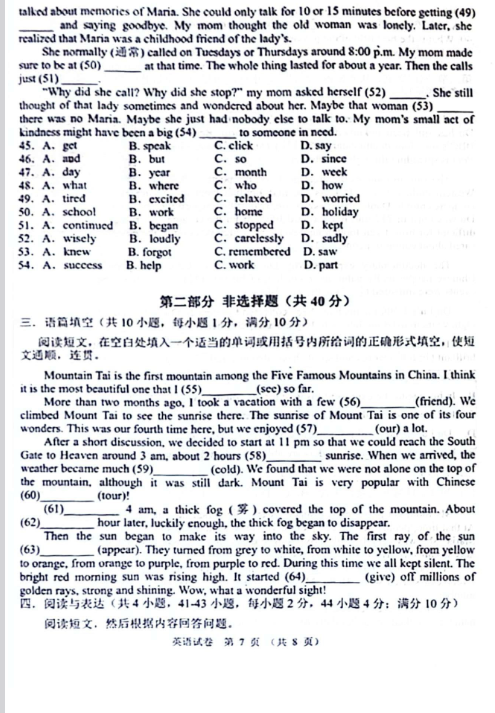 talked about memories of Maria. She could only talk for 10 or 15 minutes before getting (49)
______ and saying goodbye. My mom thought the old woman was lonely. Later, she
realized that Maria was a childhood friend of the lady's.
She normally (通常) called on Tuesdays or Thursdays around 8:00 p.m. My mom made
sure to be at (50) ______ at that time. The whole thing lasted for about a year. Then the calls
just (51) ______.
"Why did she call? Why did she stop?" my mom asked herself (52) ______. She still
thought of that lady sometimes and wondered about her. Maybe that woman (53) ______
there was no Maria. Maybe she just had nobody else to talk to. My mom's small act of
kindness might have been a big (54) ______ to someone in need.
45. A. get B. speak C. click D. say
46. A. and B. but C. so D. since
47. A. day B. year C. month D. week
48. A. what B. where C. who D. how
49. A. tired B. excited C. relaxed D. worried
50. A. school B. work C. home D. holiday
51. A. continued B. began C. stopped D. kept
52. A. wisely B. loudly C. carelessly D. sadly
53. A. knew B. forgot C. remembered D. saw
54. A. success B. help C. work D. part
第二部分 非选择题（共 40 分）
三．语篇填空（共 10 小题，每小题 1 分，满分 10 分）
阅读短文，在空白处填入一个适当的单词或用括号内所给词的正确形式填空，使短
文通顺，连贯。
Mountain Tai is the first mountain among the Five Famous Mountains in China. I think
it is the most beautiful one that I (55)________(see) so far.
More than two months ago, I took a vacation with a few (56)________(friend). We
climbed Mount Tai to see the sunrise there. The sunrise of Mount Tai is one of its four
wonders. This was our fourth time here, but we enjoyed (57)________ (our) a lot.
After a short discussion, we decided to start at 11 pm so that we could reach the South
Gate to Heaven around 3 am, about 2 hours (58)________ sunrise. When we arrived, the
weather became much (59)________ (cold). We found that we were not alone on the top of
the mountain, although it was still dark. Mount Tai is very popular with Chinese
(60)________ (tour)!
(61)________ 4 am, a thick fog ( 雾 ) covered the top of the mountain. About
(62)________ hour later, luckily enough, the thick fog began to disappear.
Then the sun began to make its way into the sky. The first ray of the sun
(63)________ (appear). They turned from grey to white, from white to yellow, from yellow
to orange, from orange to purple, from purple to red. During this time we all kept silent. The
bright red morning sun was rising high. It started (64)________ (give) off millions of
golden rays, strong and shining. Wow, what a wonderful sight!
四．阅读与表达（共 4 小题，41-43 小题，每小题 2 分，44 小题 4 分；满分 10 分）
阅读短文，然后根据内容回答问题。
英语试卷 第 7 页 （共 8 页）